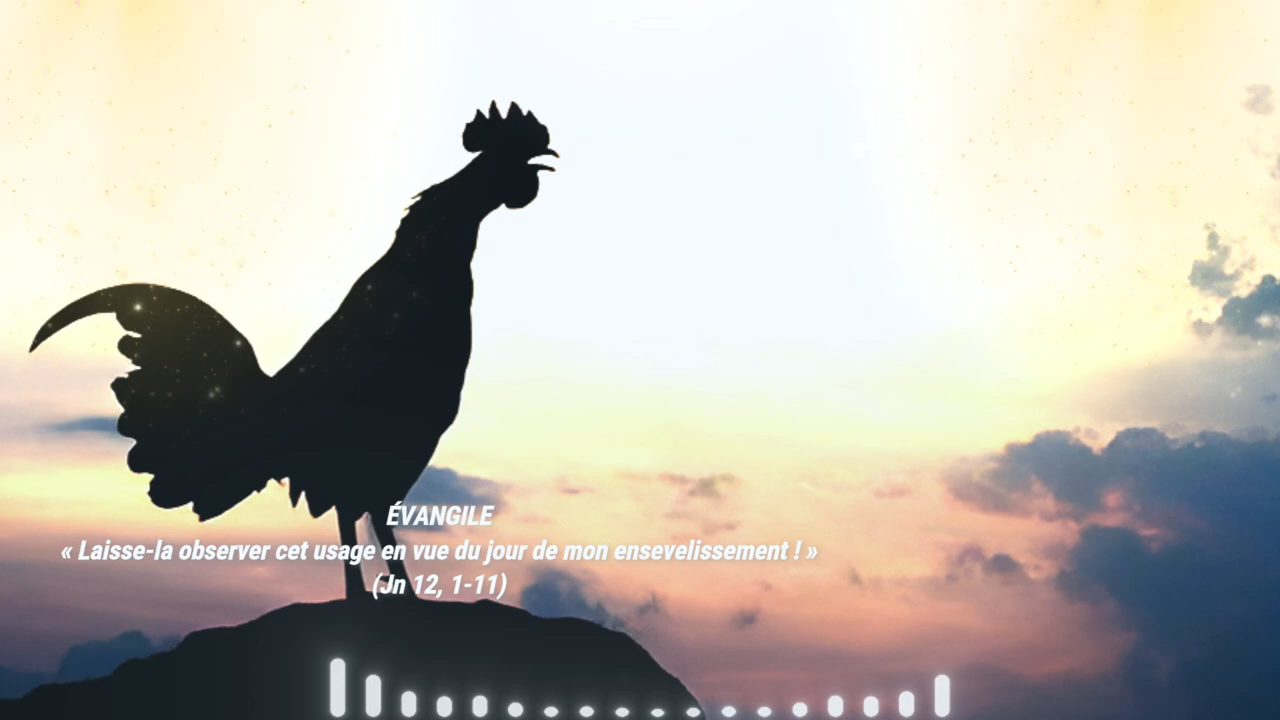 ÉVANGILE
« Laisse-la observer cet usage en vue du jour de mon ensevelissement ! »
(Jn 12, 1-11)